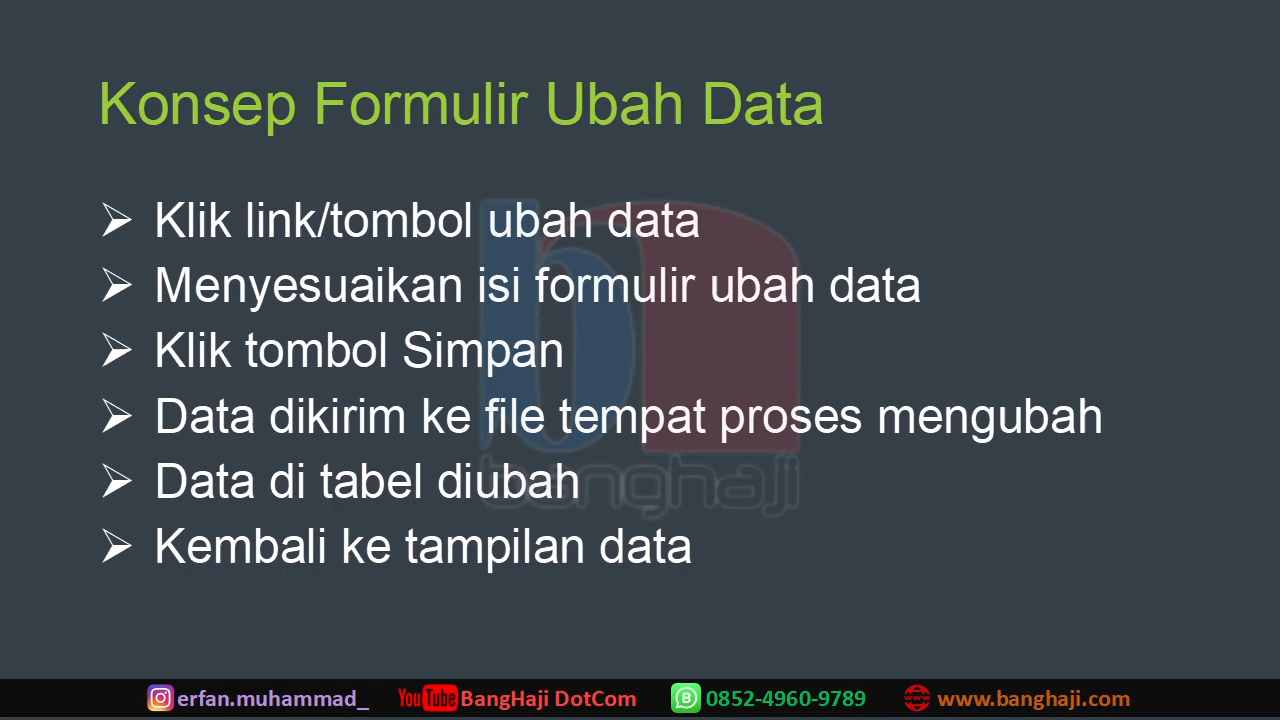 Konsep Formulir Ubah Data
➢ Klik link/tombol ubah data
➢ Menyesuaikan isi formulir ubah data
➢ Klik tombol Simpan
➢ Data dikirim ke file tempat proses mengubah
➢ Data di tabel diubah
➢ Kembali ke tampilan data
banghaji
erfan.muhammad_ YouTube BangHaji DotCom 0852-4960-9789 www.banghaji.com